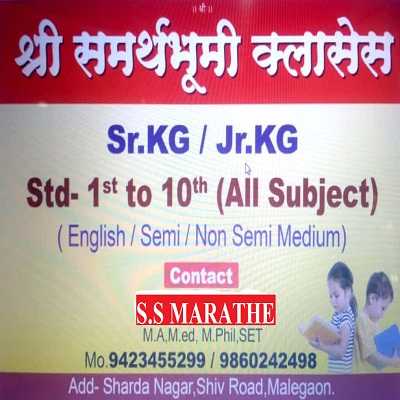 ॥ श्री ॥
श्री समर्थभूमी क्लासेस
Sr.KG / Jr.KG
Std- 1st to 10th (All Subject)
( English / Semi / Non Semi Medium)
Contact
S.S MARATHE
M.A,M.ed, M.Phil,SET
Mo.9423455299 / 9860242498
Add- Sharda Nagar,Shiv Road,Malegaon.